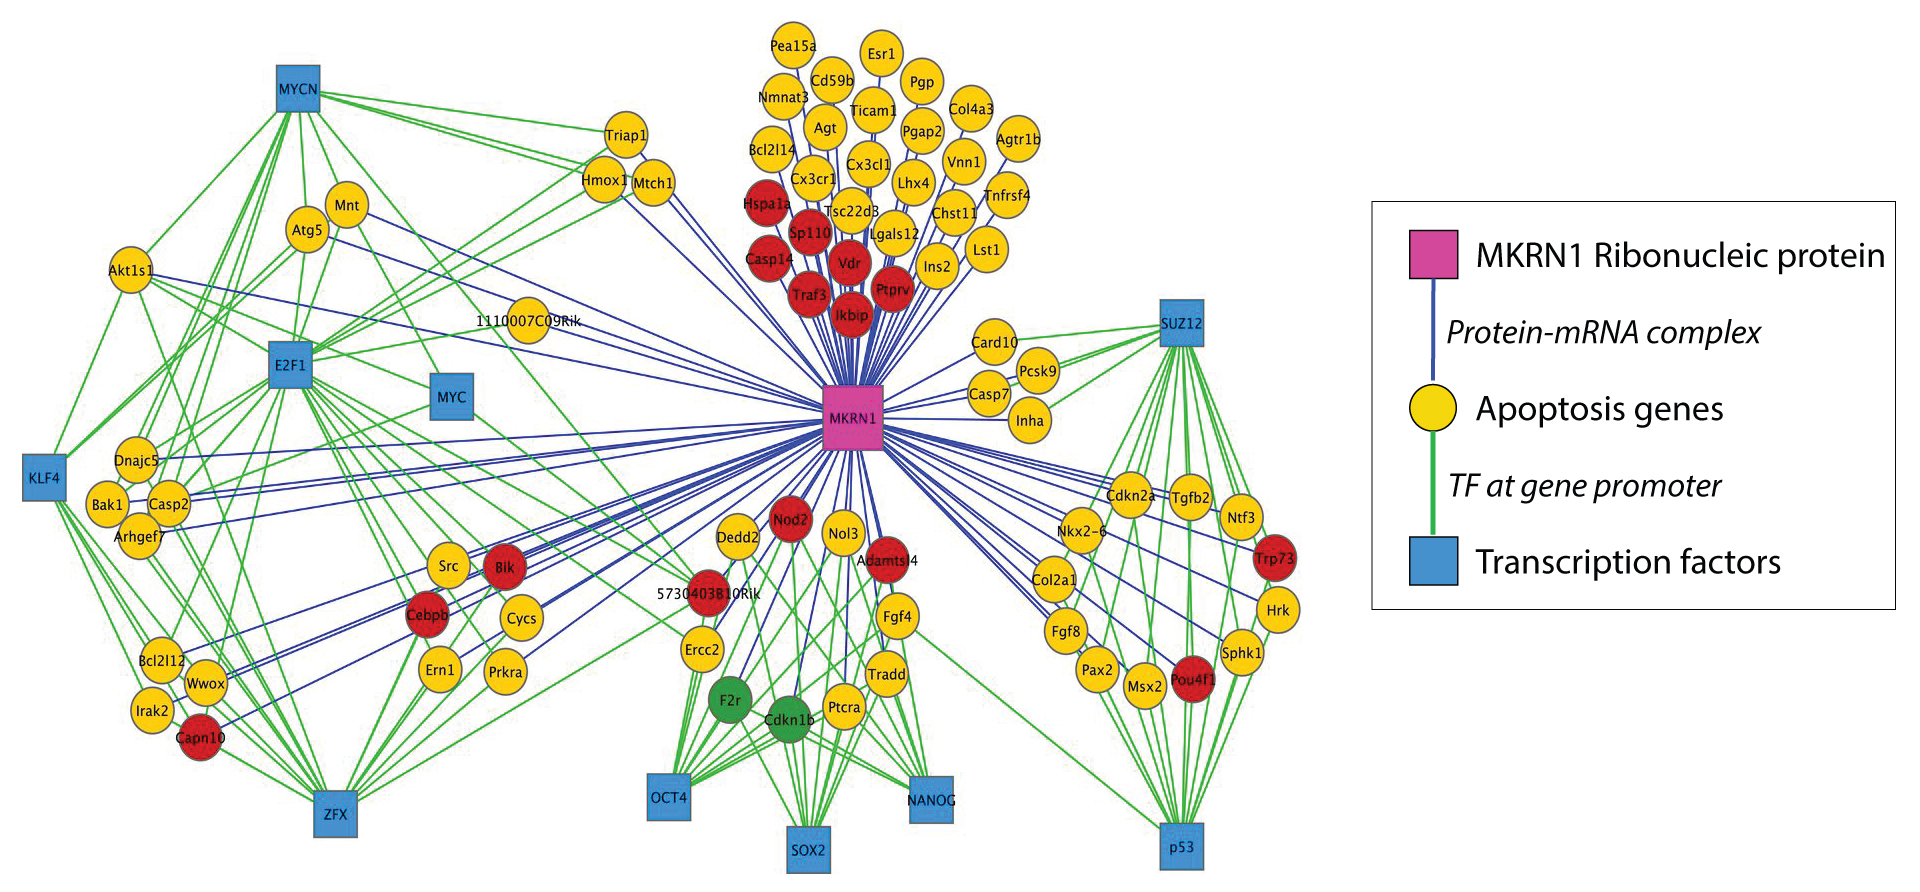 Pea15a
Esr1
Cd59b
Pgp
Nmnat3
Ticam1
Col4a3
MYCN
Agt
Pgap2
Triap1
Agtr1b
Bcl2l14
Cx3cl1
Vnn1
Hmox1
Mtch1
Cx3cr1
Lhx4
Tnfrsf4
Mnt
Hspa1a
Tsc22d3
Chst11
Atg5
Sp110
Lgals12
Lst1
Akt1s1
Casp14
Vdr
Ins2
Traf3
Ptprv
Ikbip
1110007C09Rik
SUZ12
Card10
E2F1
Pcsk9
MYC
Casp7
MKRN1
Inha
Dnajc5
KLF4
Bak1
Casp2
Arhgef7
Cdkn2a
Tgfb2
Ntf3
Nod2
Dedd2
Nol3
Nkx2-6
Src
Blk
Adamtsl4
Trp73
Col2a1
5730403B10Rik
Cebpb
Cycs
Fgf4
Hrk
Fgf8
Ercc2
Sphk1
Bcl2l12
Ern1
Prkra
Tradd
Pax2
Wwox
Msx2
Pou4f1
Irak2
F2r
Cdkn1b
Ptcra
Capn10
OCT4
NANOG
ZFX
SOX2
p53
MKRN1 Ribonucleic protein
Protein-mRNA complex
Apoptosis genes
TF at gene promoter
Transcription factors